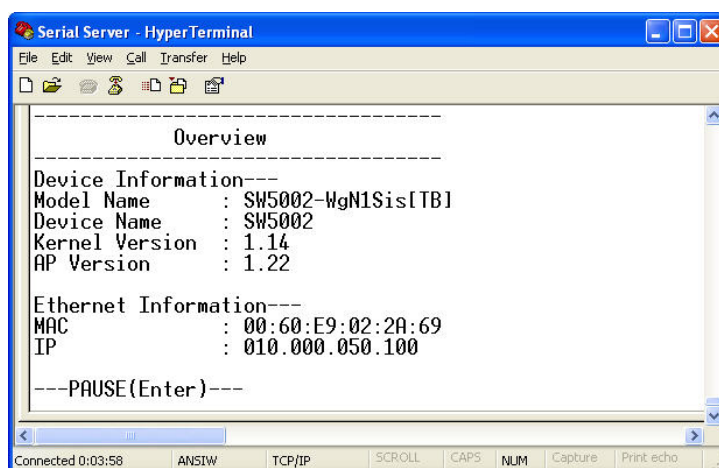 Serial Server - HyperTerminal
File Edit View Call Transfer Help
------------------------------------
Overview
------------------------------------
Device Information---
Model Name : SW5002-WgN1Sis[TB]
Device Name : SW5002
Kernel Version : 1.14
AP Version : 1.22
Ethernet Information---
MAC : 00:60:E9:02:2A:69
IP : 010.000.050.100
---PAUSE(Enter)---
Connected 0:03:58 ANSIW TCP/IP SCROLL CAPS NUM Capture Print echo